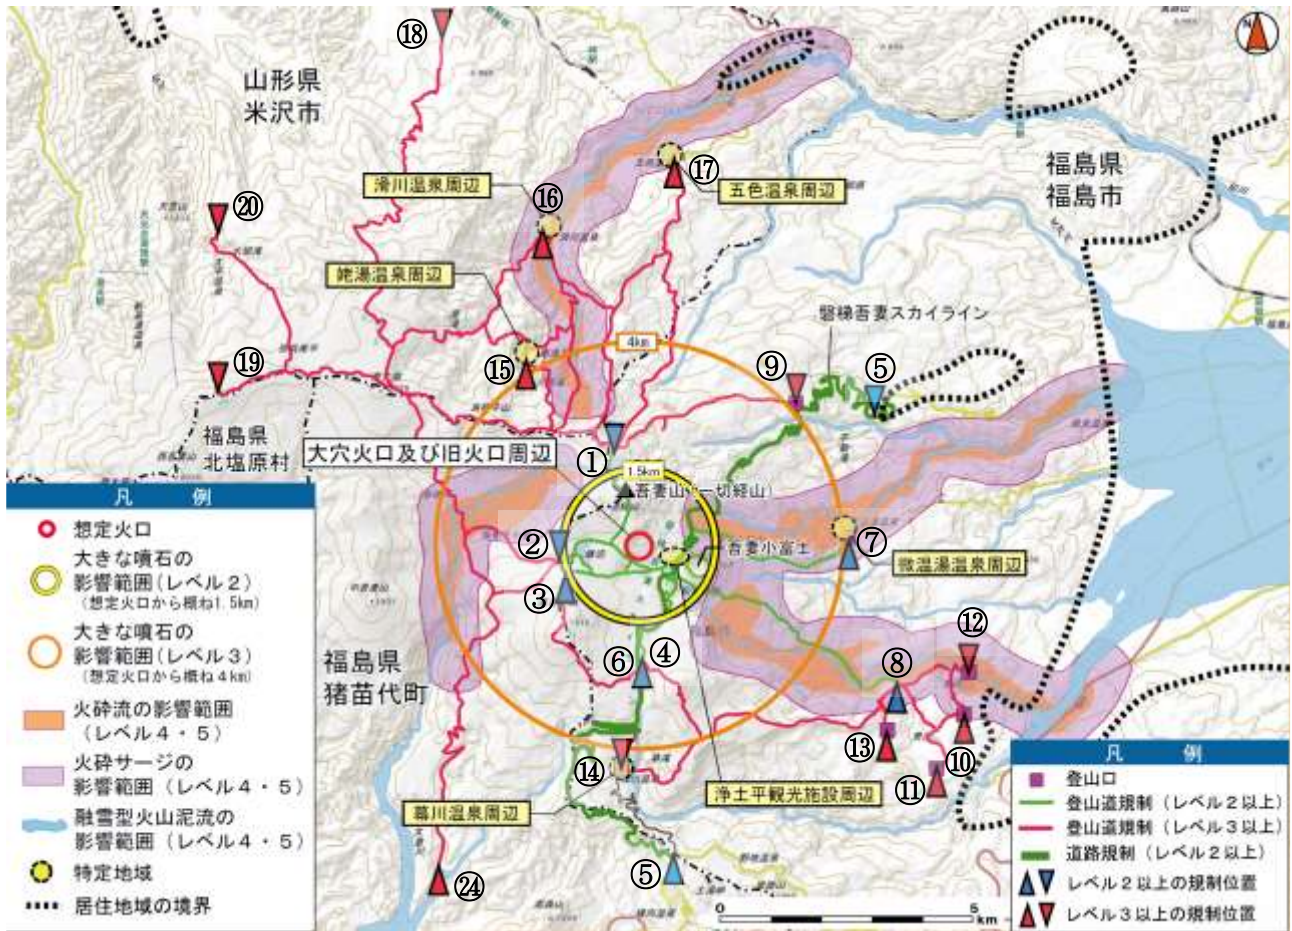 ⑱
N
山形県
米沢市
福島県
福島市
滑川温泉周辺
⑯
⑰
五色温泉周辺
⑳
姥湯温泉周辺
磐梯吾妻スカイライン
4km
⑲
⑮
⑨
⑤
福島県
北塩原村
大穴火口及び旧火口周辺
①
1.5km
吾妻山(一切経山)
②
吾妻小富士
⑦
微温湯温泉周辺
③
⑥
④
⑧
⑫
福島県
猪苗代町
⑬
⑩
⑪
⑭
浄土平観光施設周辺
幕川温泉周辺
⑤
㉔
0
5
km
凡 例
想定火口
大きな噴石の
影響範囲(レベル2)
(想定火口から概ね1.5km)
大きな噴石の
影響範囲(レベル3)
(想定火口から概ね4km)
火砕流の影響範囲
(レベル4・5)
火砕サージの
影響範囲(レベル4・5)
融雪型火山泥流の
影響範囲(レベル4・5)
特定地域
居住地域の境界
凡 例
登山口
登山道規制(レベル2以上)
登山道規制(レベル3以上)
道路規制(レベル2以上)
レベル2以上の規制位置
レベル3以上の規制位置